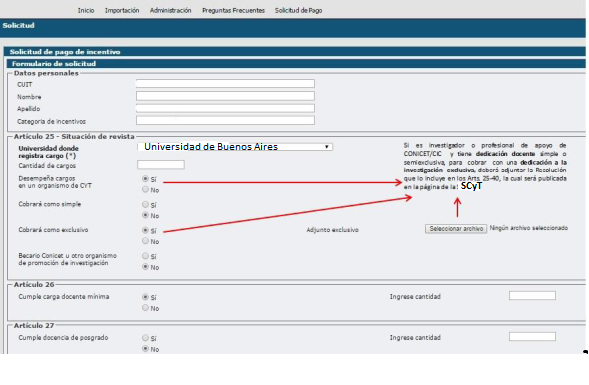 Inicio Importación Administración Preguntas Frecuentes Solicitud de Pago
Solicitud
Solicitud de pago de incentivo
Formulario de solicitud
Datos personales
CUIT
Nombre
Apellido
Categoría de incentivos
Artículo 25 - Situación de revista
Universidad donde
registra cargo (*)
Universidad de Buenos Aires
Cantidad de cargos
Desempeña cargos
en un organismo de CYT
Sí
No
Cobrará como simple
Sí
No
Cobrará como exclusivo
Sí
No
Becario Conicet u otro organismo
de promoción de investigación
Sí
No
Si es investigador o profesional de apoyo de
CONICET/CIC y tiene dedicación docente simple o
semiexclusiva, para cobrar con una dedicación a la
investigación exclusivo, deberá adjuntar la Resolución
que lo incluye en los Arts 25-40, la cual será publicada
en la página de la: SCyT
Adjunto exclusivo
Seleccionar archivo Ningún archivo seleccionado
Artículo 26
Cumple carga docente mínima
Sí
No
Ingrese cantidad
Artículo 27
Cumple docencia de posgrado
Sí
No
Ingrese cantidad